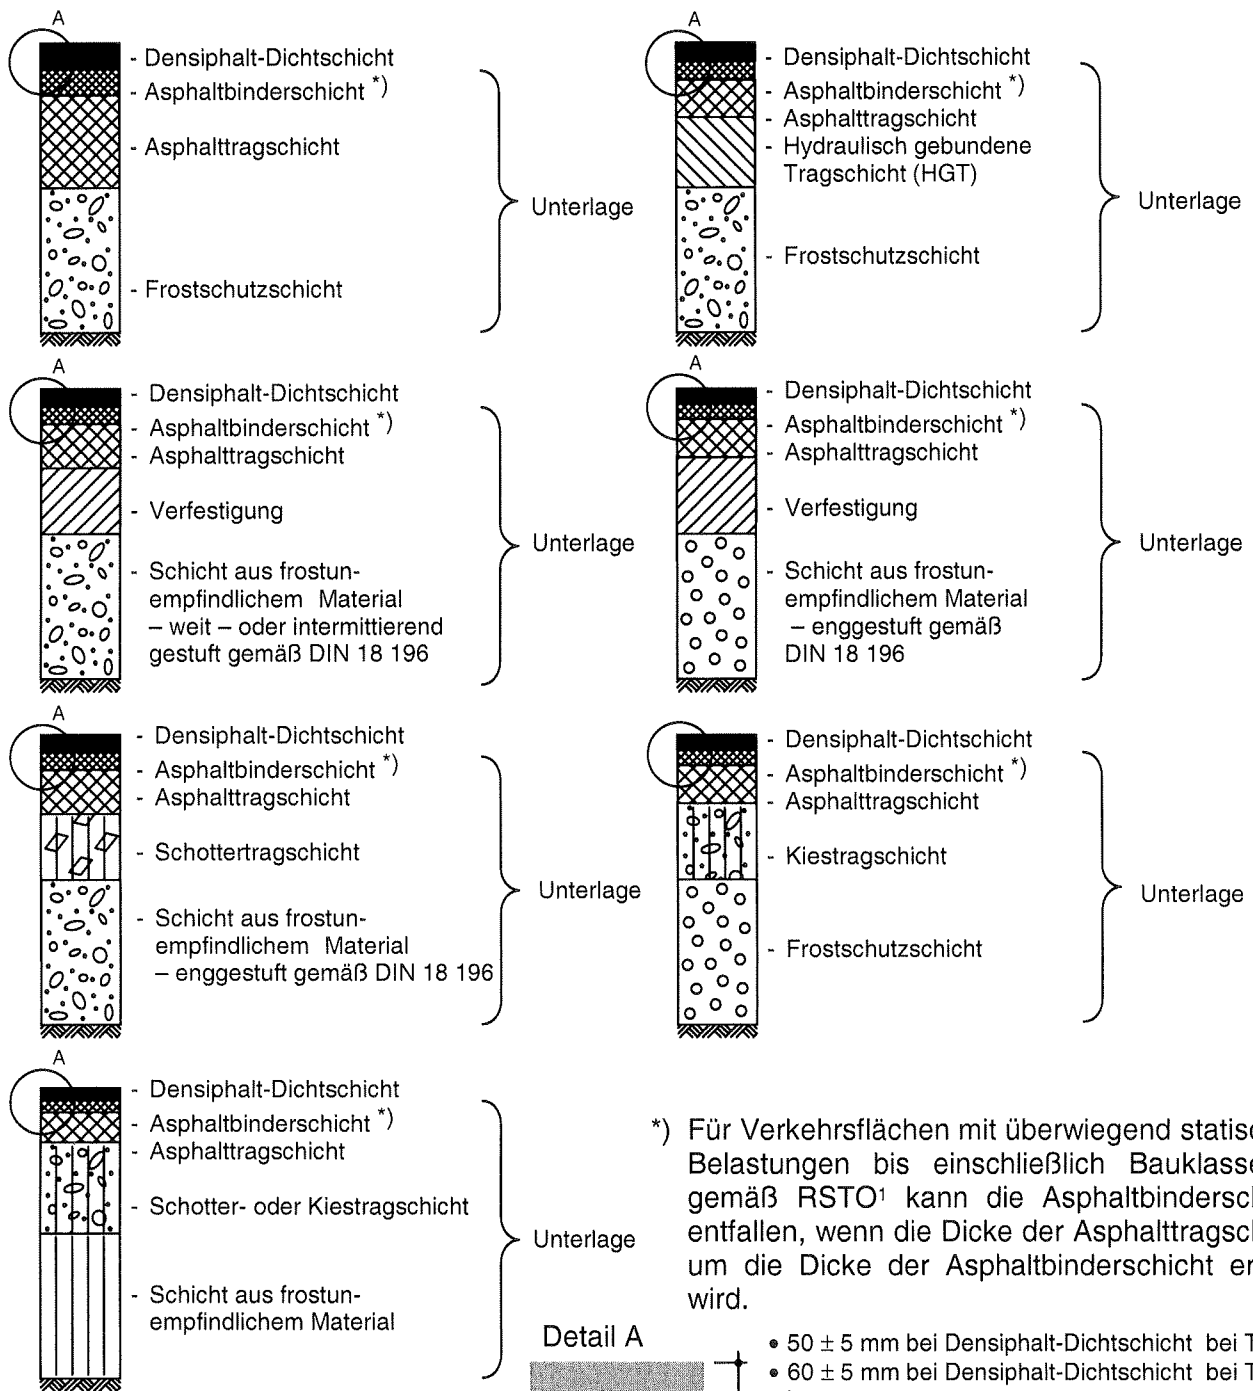 A
- Densiphalt-Dichtschicht
- Asphaltbinderschicht *)
- Asphalttragschicht
- Frostschutzschicht
Unterlage
A
- Densiphalt-Dichtschicht
- Asphaltbinderschicht *)
- Asphalttragschicht
- Hydraulisch gebundene
Tragschicht (HGT)
- Frostschutzschicht
Unterlage
A
- Densiphalt-Dichtschicht
- Asphaltbinderschicht *)
- Asphalttragschicht
- Verfestigung
- Schicht aus frostun-
empfindlichem Material
– weit – oder intermittierend
gestuft gemäß DIN 18 196
Unterlage
A
- Densiphalt-Dichtschicht
- Asphaltbinderschicht *)
- Asphalttragschicht
- Verfestigung
- Schicht aus frostun-
empfindlichem Material
– enggestuft gemäß
DIN 18 196
Unterlage
A
- Densiphalt-Dichtschicht
- Asphaltbinderschicht *)
- Asphalttragschicht
- Schottertragschicht
- Schicht aus frostun-
empfindlichem Material
– enggestuft gemäß DIN 18 196
Unterlage
- Densiphalt-Dichtschicht
- Asphaltbinderschicht *)
- Asphalttragschicht
- Kiestragschicht
- Frostschutzschicht
Unterlage
A
- Densiphalt-Dichtschicht
- Asphaltbinderschicht *)
- Asphalttragschicht
- Schotter- oder Kiestragschicht
- Schicht aus frostun-
empfindlichem Material
Unterlage
*) Für Verkehrsflächen mit überwiegend
Belastungen bis einschließlich Bauklasse
gemäß RSTO¹ kann die
entfallen, wenn die Dicke der
um die Dicke der Asphaltbinderschicht
wird.
Detail A
• 50 ± 5 mm bei Densiphalt-Dichtschicht bei
• 60 ± 5 mm bei Densiphalt-Dichtschicht bei